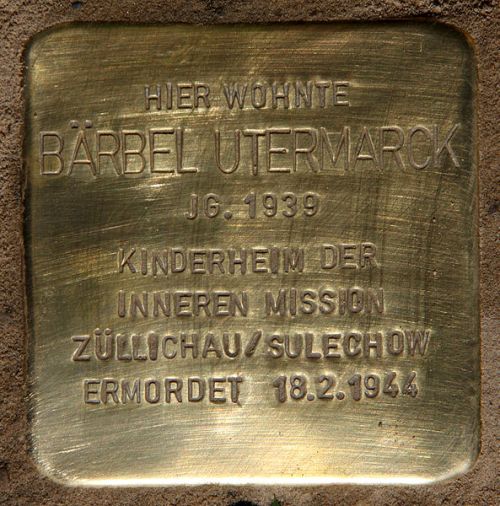 HIER WOHNTE
BÄRBEL UTERMARCK
JG. 1939
KINDERHEIM DER
INNEREN MISSION
ZÜLLICHAU/SULECHOW
ERMORDET 18.2.1944